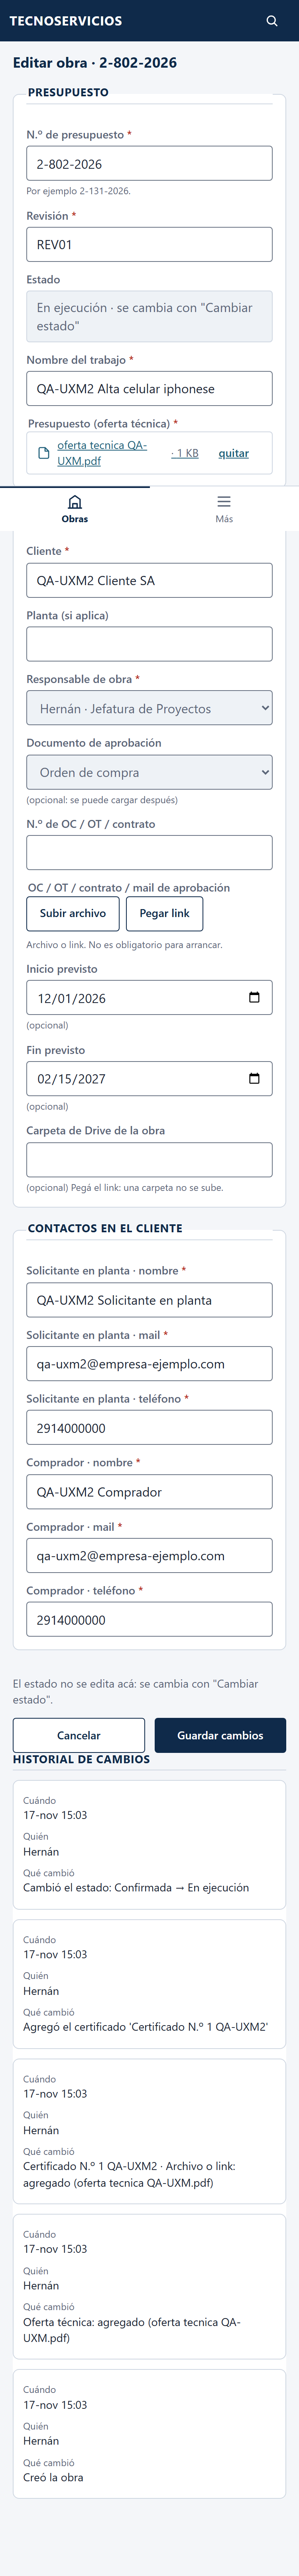 TECNOSERVICIOS
Editar obra · 2-802-2026
PRESUPUESTO
N.º de presupuesto *
2-802-2026
Por ejemplo 2-131-2026.
Revisión *
REV01
Estado
En ejecución · se cambia con "Cambiar
estado"
Nombre del trabajo *
QA-UXM2 Alta celular iphonese
Presupuesto (oferta técnica) *
oferta tecnica QA-
UXM.pdf
· 1 KB
quitar
Obras
Más
Cliente *
QA-UXM2 Cliente SA
Planta (si aplica)
Responsable de obra *
Hernán · Jefatura de Proyectos
Documento de aprobación
Orden de compra
(opcional: se puede cargar después)
N.º de OC / OT / contrato
OC / OT / contrato / mail de aprobación
Subir archivo
Pegar link
Archivo o link. No es obligatorio para arrancar.
Inicio previsto
12/01/2026
(opcional)
Fin previsto
02/15/2027
(opcional)
Carpeta de Drive de la obra
(opcional) Pegá el link: una carpeta no se sube.
CONTACTOS EN EL CLIENTE
Solicitante en planta · nombre *
QA-UXM2 Solicitante en planta
Solicitante en planta · mail *
qa-uxm2@empresa-ejemplo.com
Solicitante en planta · teléfono *
2914000000
Comprador · nombre *
QA-UXM2 Comprador
Comprador · mail *
qa-uxm2@empresa-ejemplo.com
Comprador · teléfono *
2914000000
El estado no se edita acá: se cambia con "Cambiar
estado".
Cancelar
Guardar cambios
HISTORIAL DE CAMBIOS
Cuándo
17-nov 15:03
Quién
Hernán
Qué cambió
Cambió el estado: Confirmada → En ejecución
Cuándo
17-nov 15:03
Quién
Hernán
Qué cambió
Agregó el certificado 'Certificado N.º 1 QA-UXM2'
Cuándo
17-nov 15:03
Quién
Hernán
Qué cambió
Certificado N.º 1 QA-UXM2 · Archivo o link:
agregado (oferta tecnica QA-UXM.pdf)
Cuándo
17-nov 15:03
Quién
Hernán
Qué cambió
Oferta técnica: agregado (oferta tecnica QA-
UXM.pdf)
Cuándo
17-nov 15:03
Quién
Hernán
Qué cambió
Creó la obra